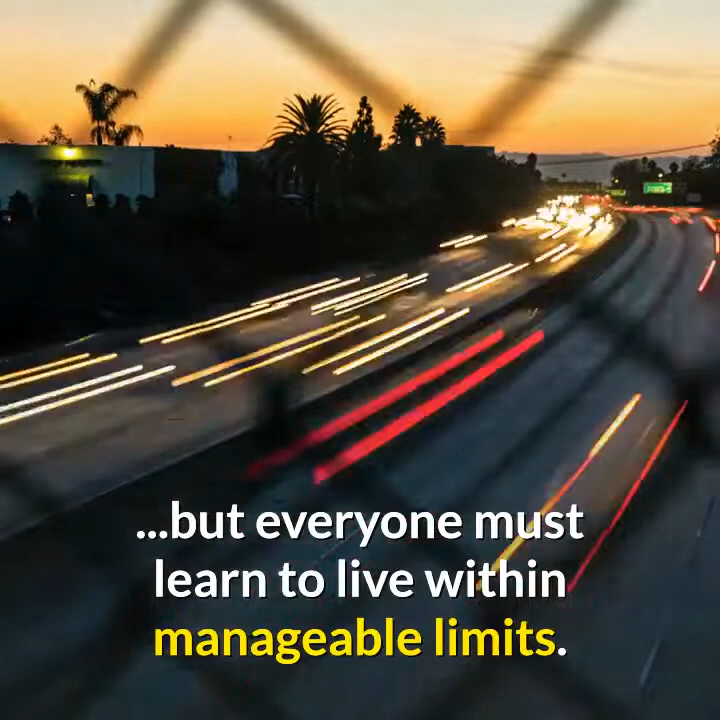 ...but everyone must
learn to live within
manageable limits.